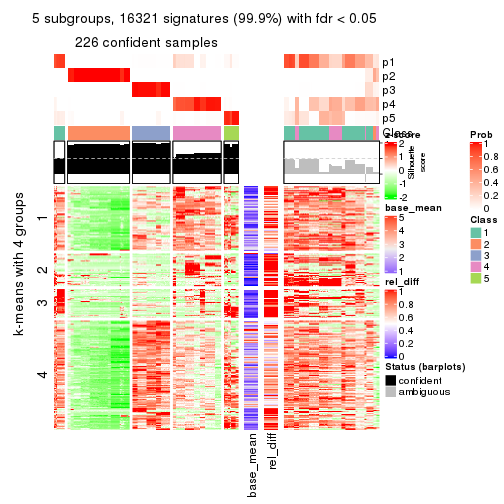 5 subgroups, 16321 signatures (99.9%) with fdr < 0.05
226 confident samples
p1
p2
p3
p4
p5
Class
Silhouette
score
k-means with 4 groups
1
2
3
4
base_mean
rel_diff
z-score
2
1
0
-1
-2
base_mean
5
4
3
2
1
rel_diff
1
0.8
0.6
0.4
0.2
0
Status (barplots)
confident
ambiguous
Prob
1
0.8
0.6
0.4
0.2
0
Class
1
2
3
4
5